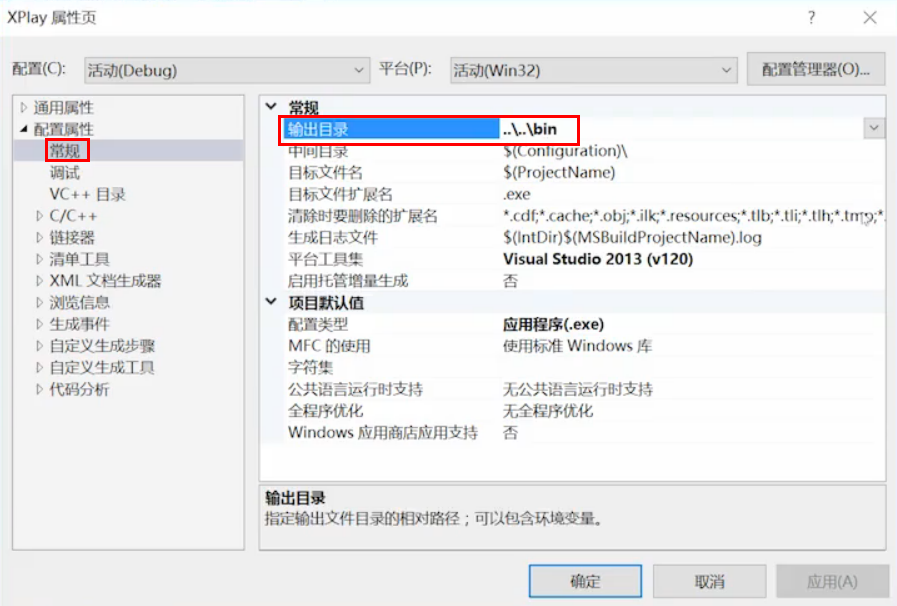 XPlay 属性页
配置(C): 活动(Debug) 平台(P): 活动(Win32) 配置管理器(O)...
通用属性
配置属性
常规
调试
VC++ 目录
C/C++
链接器
清单工具
XML 文档生成器
浏览信息
生成事件
自定义生成步骤
自定义生成工具
代码分析
常规
输出目录 ..\..\bin
中间目录 $(Configuration)\
目标文件名 $(ProjectName)
目标文件扩展名 .exe
清除时要删除的扩展名 *.cdf;*.cache;*.obj;*.ilk;*.resources;*.tlb;*.tli;*.tlh;*.tmp;*.
生成日志文件 $(IntDir)$(MSBuildProjectName).log
平台工具集 Visual Studio 2013 (v120)
启用托管增量生成 否
项目默认值
配置类型 应用程序(.exe)
MFC 的使用 使用标准 Windows 库
字符集
公共语言运行时支持 无公共语言运行时支持
全程序优化 无全程序优化
Windows 应用商店应用支持 否
输出目录
指定输出文件目录的相对路径；可以包含环境变量。
确定 取消 应用(A)